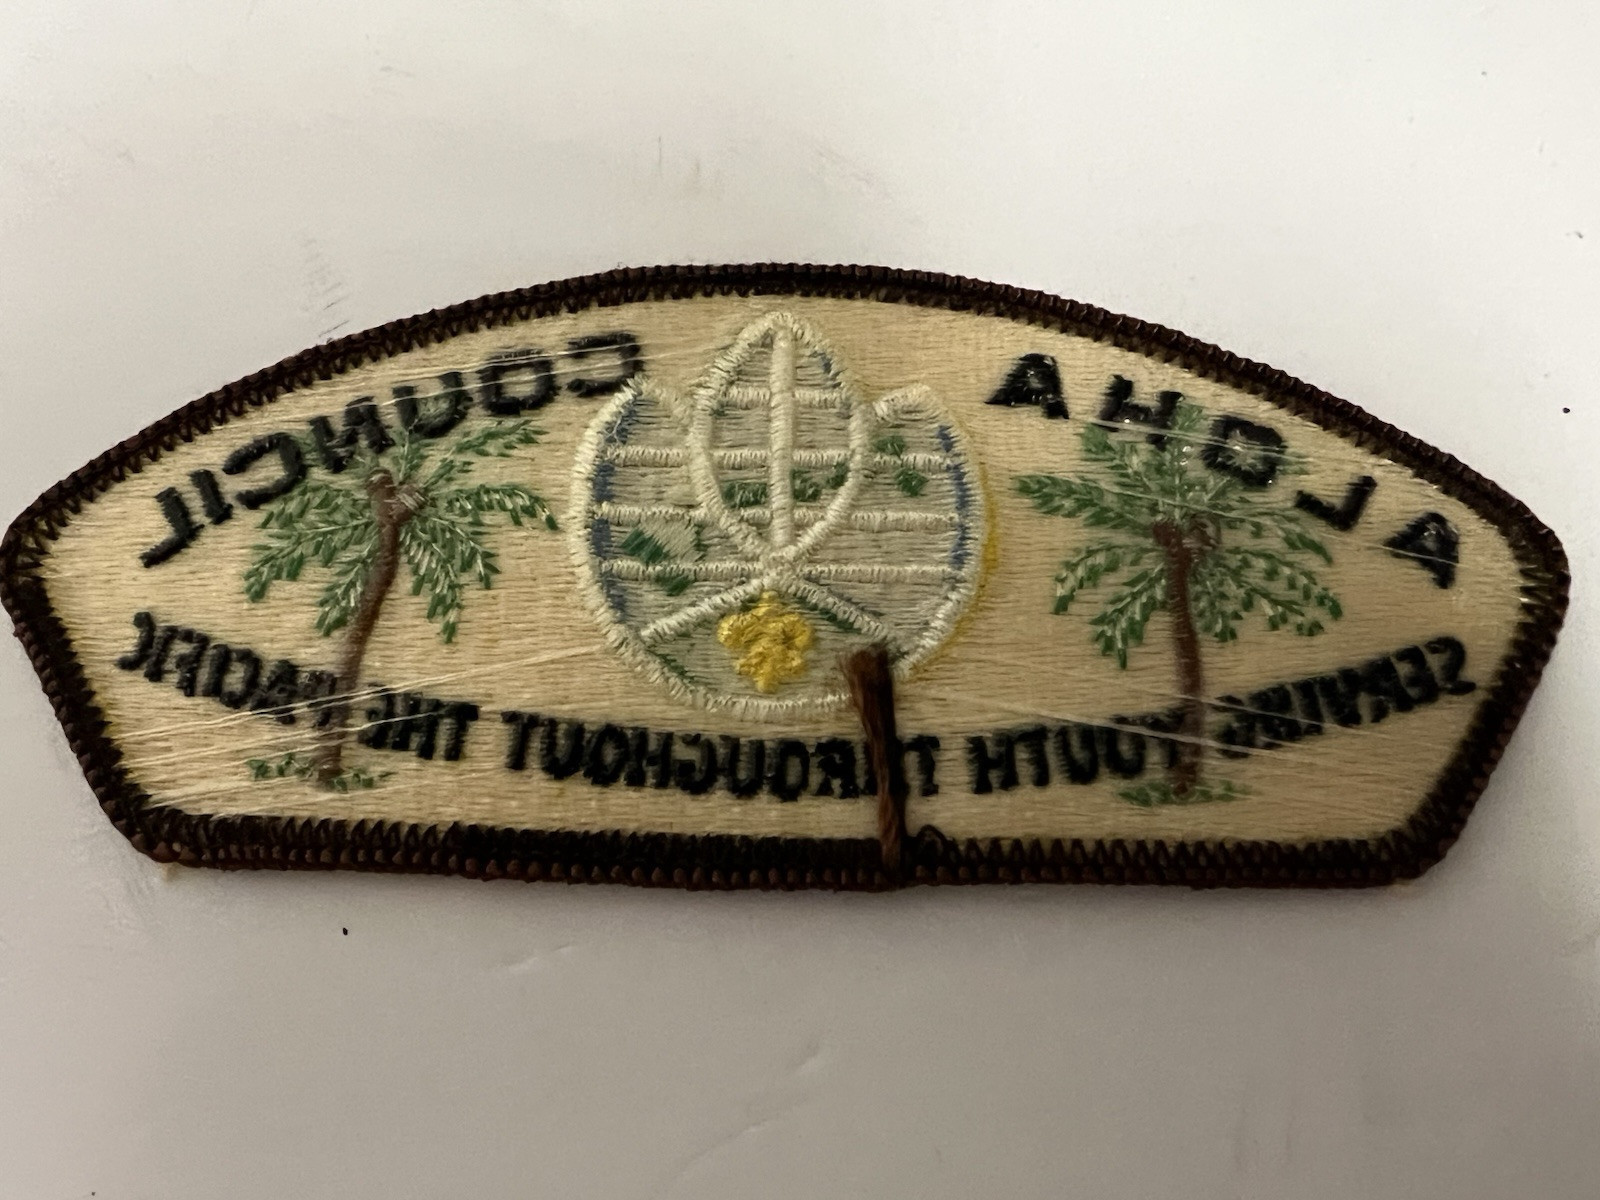 ALOHA COUNCIL
SERVING YOUTH THROUGHOUT THE PACIFIC